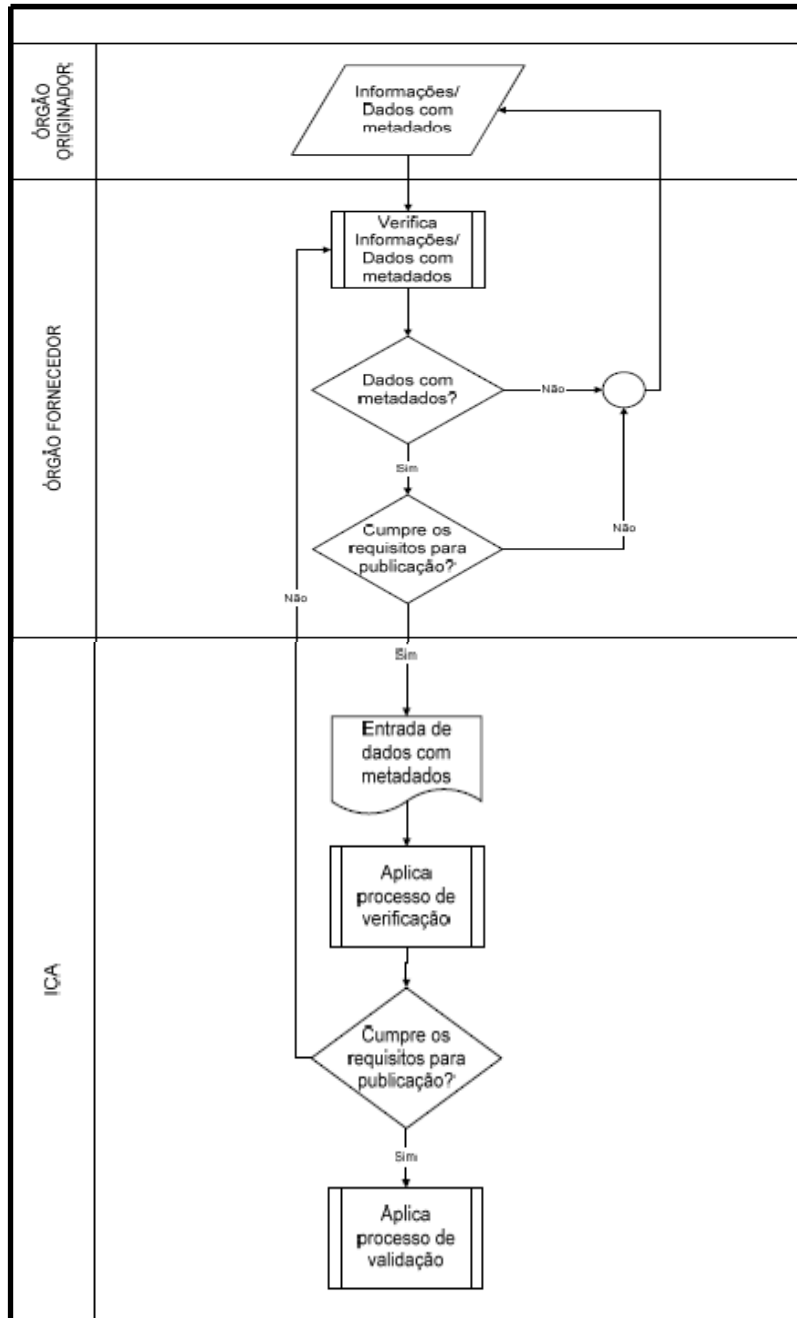 ÓRGÃO
ORIGINADOR
Informações/
Dados com
metadados
ÓRGÃO FORNECEDOR
Verifica
Informações/
Dados com
metadados
Dados com
metadados?
Não
Sim
Cumpre os
requisitos para
publicação?
Não
Não
Sim
ICA
Entrada de
dados com
metadados
Aplica
processo de
verificação
Cumpre os
requisitos para
publicação?
Sim
Aplica
processo de
validação